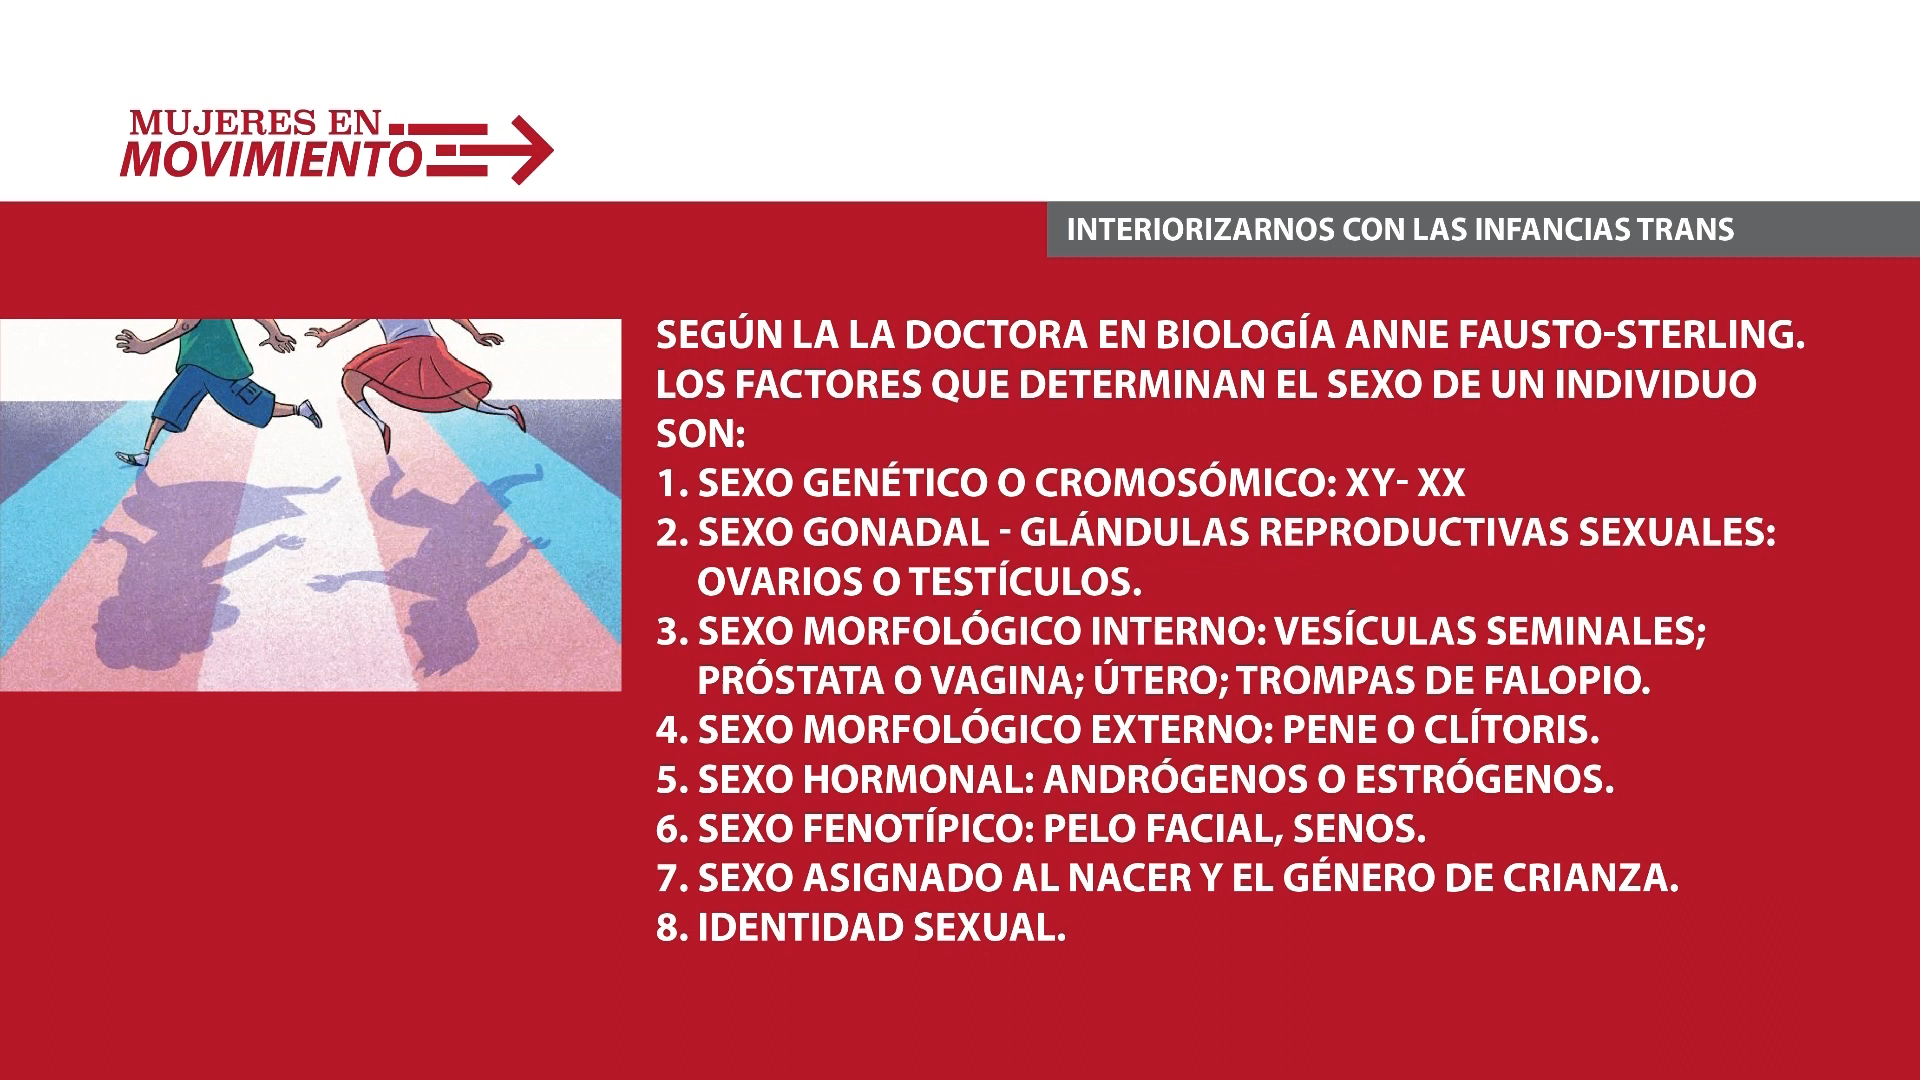 MUJERES EN
MOVIMIENTO
INTERIORIZARNOS CON LAS INFANCIAS TRANS
SEGÚN LA LA DOCTORA EN BIOLOGÍA ANNE FAUSTO-STERLING.
LOS FACTORES QUE DETERMINAN EL SEXO DE UN INDIVIDUO
SON:
1. SEXO GENÉTICO O CROMOSÓMICO: XY- XX
2. SEXO GONADAL - GLÁNDULAS REPRODUCTIVAS SEXUALES:
OVARIOS O TESTÍCULOS.
3. SEXO MORFOLÓGICO INTERNO: VESÍCULAS SEMINALES;
PRÓSTATA O VAGINA; ÚTERO; TROMPAS DE FALOPIO.
4. SEXO MORFOLÓGICO EXTERNO: PENE O CLÍTORIS.
5. SEXO HORMONAL: ANDRÓGENOS O ESTRÓGENOS.
6. SEXO FENOTÍPICO: PELO FACIAL, SENOS.
7. SEXO ASIGNADO AL NACER Y EL GÉNERO DE CRIANZA.
8. IDENTIDAD SEXUAL.